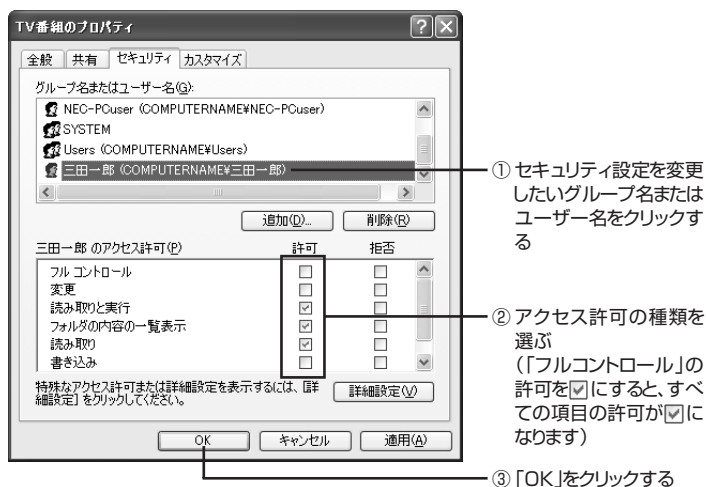 TV番組のプロパティ
全般 共有 セキュリティ カスタマイズ
グループ名またはユーザー名(G):
NEC-PCuser (COMPUTERNAME¥NEC-PCuser)
SYSTEM
Users (COMPUTERNAME¥Users)
三田一郎 (COMPUTERNAME¥三田一郎)
追加(D)... 削除(R)
三田一郎 のアクセス許可(P) 許可 拒否
フル コントロール
変更
読み取りと実行
フォルダの内容の一覧表示
読み取り
書き込み
特殊なアクセス許可または詳細設定を表示するには、[詳
細設定] をクリックしてください。
詳細設定(V)
OK キャンセル 適用(A)
① セキュリティ設定を変更
したいグループ名または
ユーザー名をクリックす
る
② アクセス許可の種類を
選ぶ
(「フルコントロール」の
許可を☑にすると、すべ
ての項目の許可が☑に
なります)
③ 「OK」をクリックする